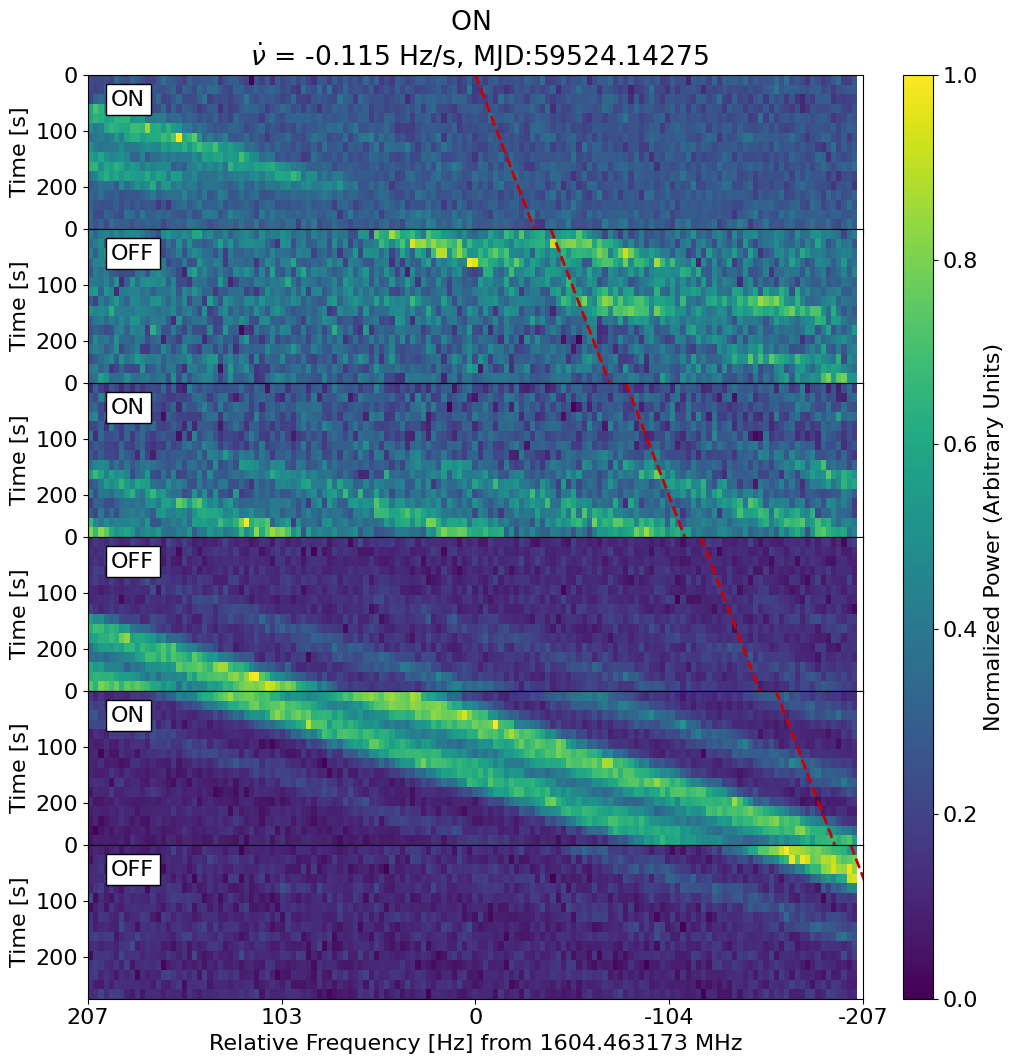 ON
ν̇ = -0.115 Hz/s, MJD:59524.14275
0
ON
100
200
Time [s]
0
OFF
100
200
Time [s]
0
ON
100
200
Time [s]
0
OFF
100
200
Time [s]
0
ON
100
200
Time [s]
0
OFF
100
200
Time [s]
207 103 0 -104 -207
Relative Frequency [Hz] from 1604.463173 MHz
1.0
0.8
0.6
0.4
0.2
0.0
Normalized Power (Arbitrary Units)